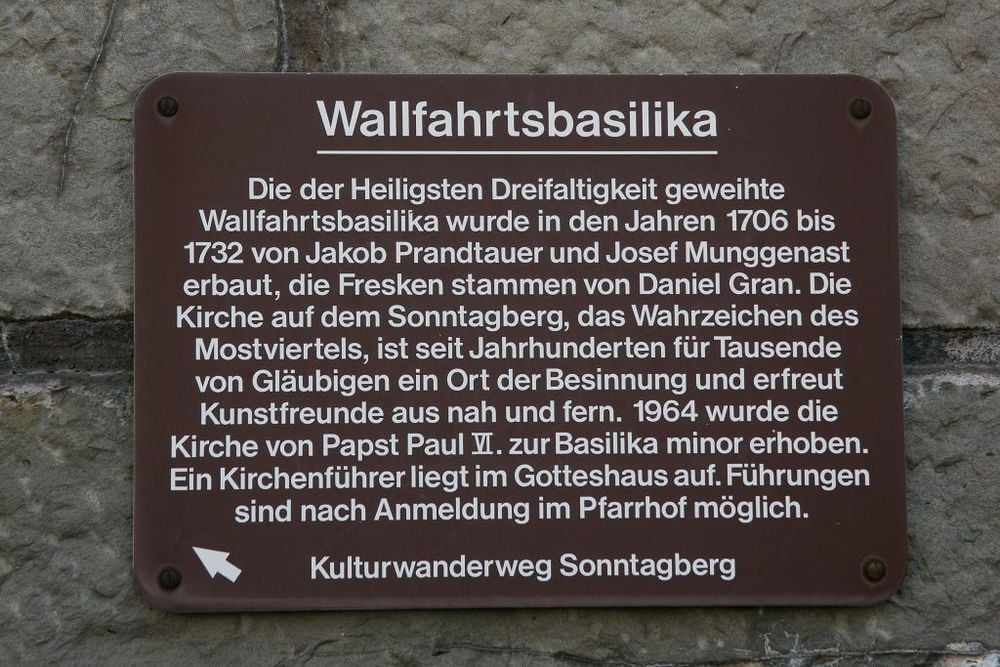 Wallfahrtsbasilika
Die der Heiligsten Dreifaltigkeit geweihte
Wallfahrtsbasilika wurde in den Jahren 1706 bis
1732 von Jakob Prandtauer und Josef Munggenast
erbaut, die Fresken stammen von Daniel Gran. Die
Kirche auf dem Sonntagberg, das Wahrzeichen des
Mostviertels, ist seit Jahrhunderten für Tausende
von Gläubigen ein Ort der Besinnung und erfreut
Kunstfreunde aus nah und fern. 1964 wurde die
Kirche von Papst Paul VI. zur Basilika minor erhoben.
Ein Kirchenführer liegt im Gotteshaus auf. Führungen
sind nach Anmeldung im Pfarrhof möglich.
Kulturwanderweg Sonntagberg